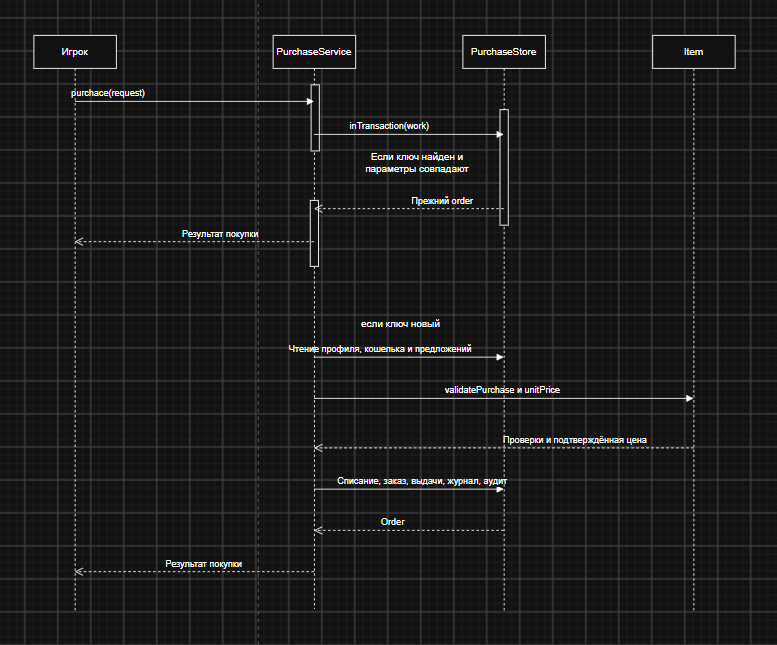 Игрок
PurchaseService
PurchaseStore
Item
purchace(request)
inTransaction(work)
Если ключ найден и
параметры совпадают
Прежний order
Результат покупки
если ключ новый
Чтение профиля, кошелька и предложений
validatePurchase и unitPrice
Проверки и подтверждённая цена
Списание, заказ, выдачи, журнал, аудит
Order
Результат покупки